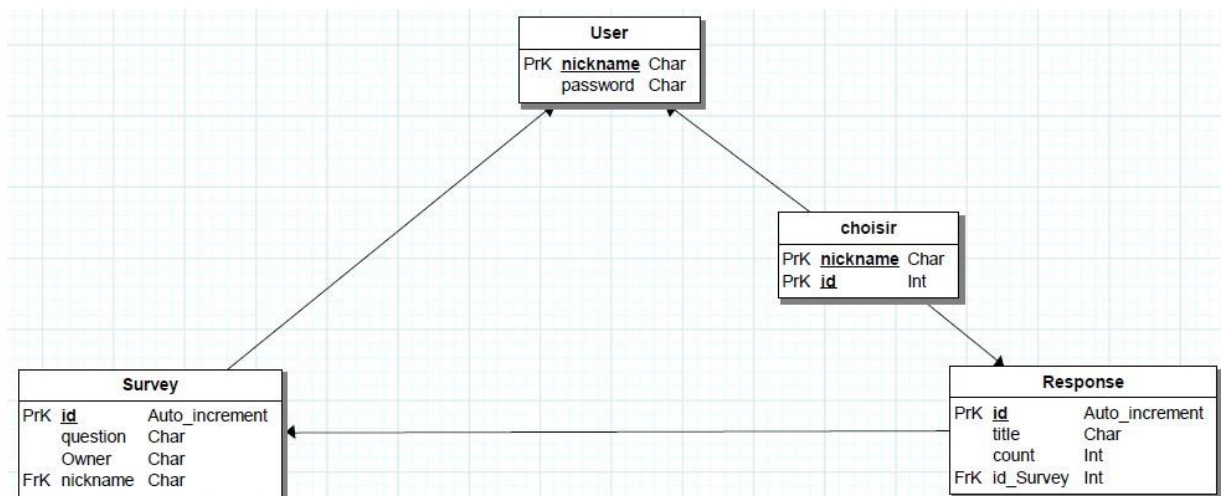 User
PrK nickname Char
password Char
choisir
PrK nickname Char
PrK id Int
Survey
PrK id Auto_increment
question Char
Owner Char
FrK nickname Char
Response
PrK id Auto_increment
title Char
count Int
FrK id_Survey Int